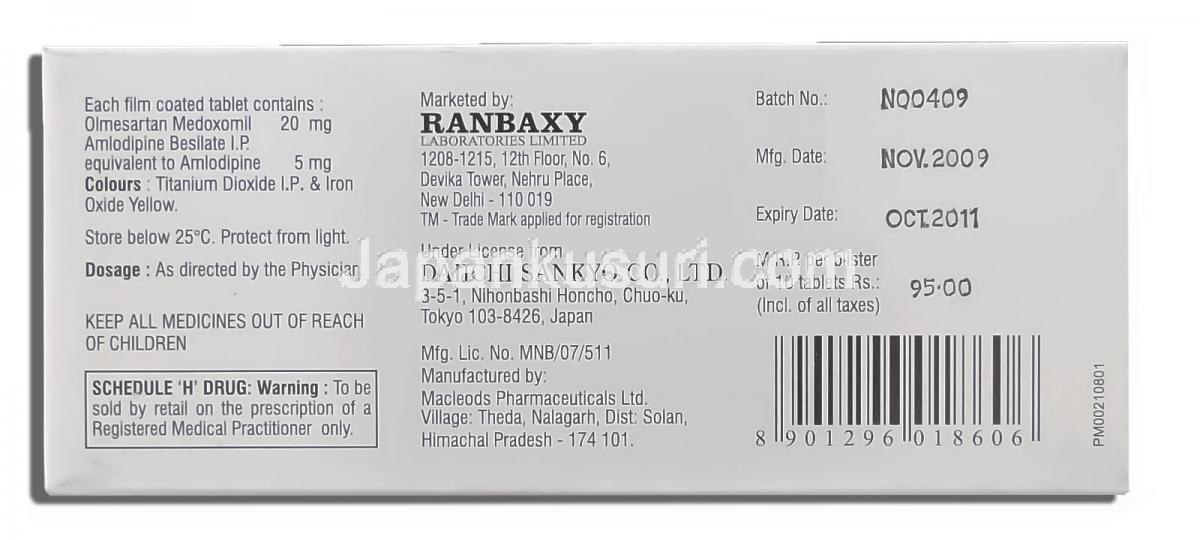 Each film coated tablet contains :
Olmesartan Medoxomil 20 mg
Amlodipine Besilate I.P.
equivalent to Amlodipine 5 mg
Colours : Titanium Dioxide I.P. & Iron
Oxide Yellow.
Store below 25°C. Protect from light.
Dosage : As directed by the Physician.
KEEP ALL MEDICINES OUT OF REACH
OF CHILDREN
SCHEDULE 'H' DRUG: Warning : To be
sold by retail on the prescription of a
Registered Medical Practitioner only.
Marketed by:
RANBAXY
LABORATORIES LIMITED
1208-1215, 12th Floor, No. 6,
Devika Tower, Nehru Place,
New Delhi - 110 019
TM - Trade Mark applied for registration
Under License from
DAIICHI SANKYO CO., LTD.
3-5-1, Nihonbashi Honcho, Chuo-ku,
Tokyo 103-8426, Japan
Mfg. Lic. No. MNB/07/511
Manufactured by:
Macleods Pharmaceuticals Ltd.
Village: Theda, Nalagarh, Dist: Solan,
Himachal Pradesh - 174 101.
Batch No.: NQ0409
Mfg. Date: NOV.2009
Expiry Date: OCT.2011
M.R.P. per blister
of 10 tablets Rs.: 95.00
(Incl. of all taxes)
8 901296 018606
PM00210801
Japankusuri.com